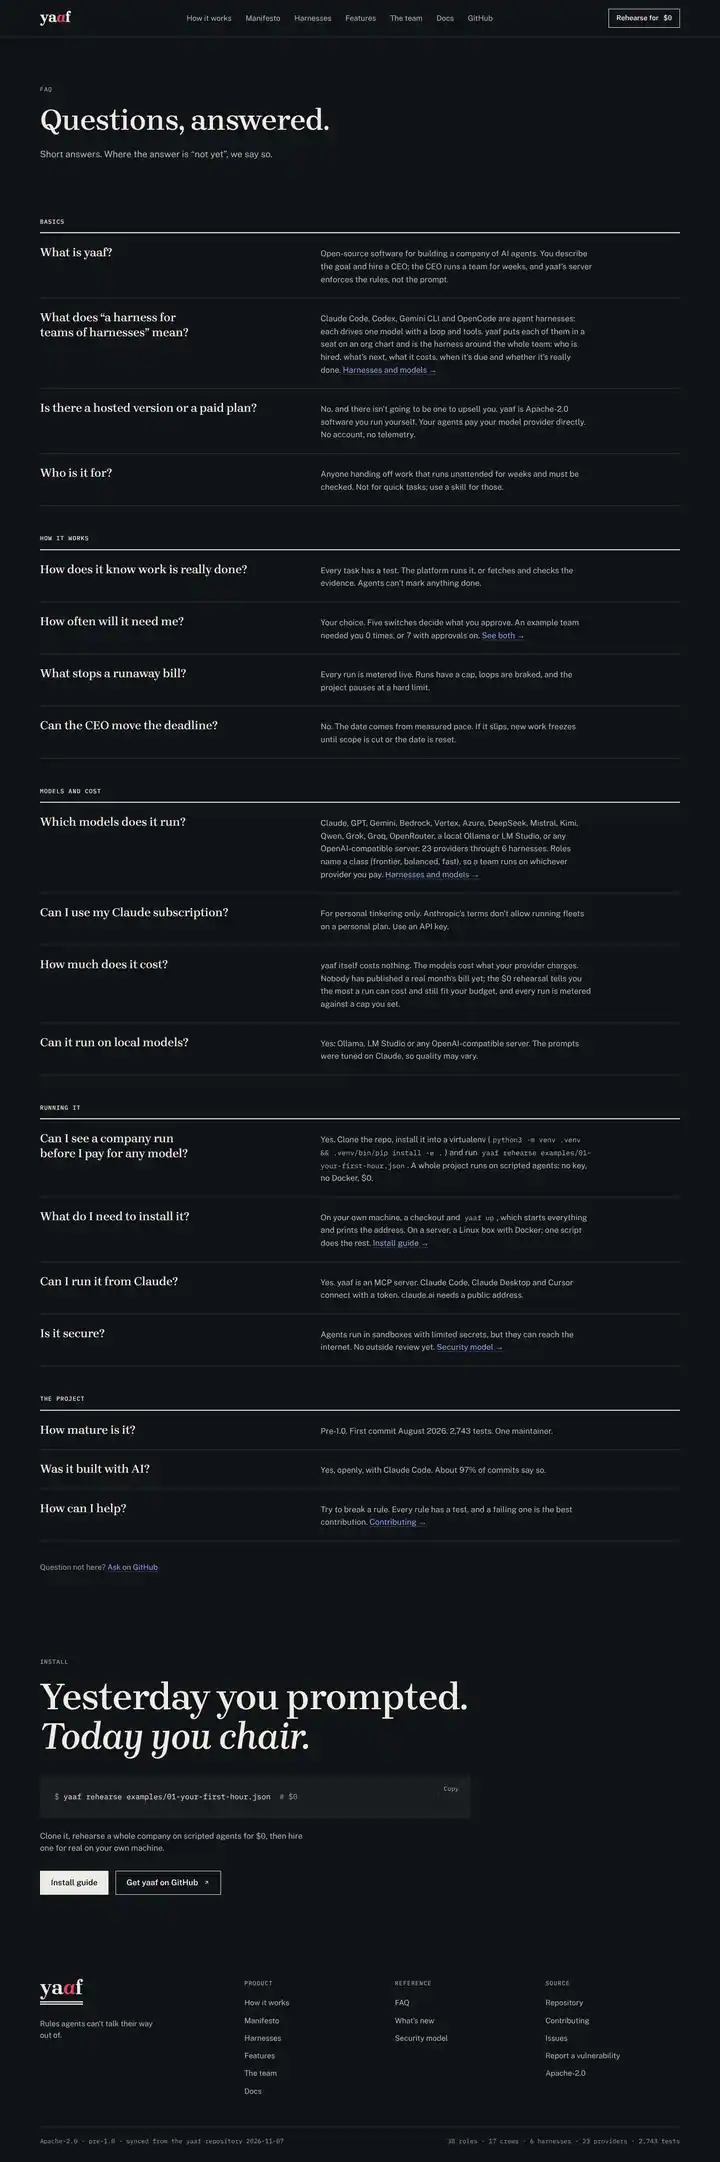 yaaf
How it works Manifesto Harnesses Features The team Docs GitHub
Rehearse for $0
FAQ
Questions, answered.
Short answers. Where the answer is “not yet”, we say so.
BASICS
What is yaaf?
Open-source software for building a company of AI agents. You describe
the goal and hire a CEO; the CEO runs a team for weeks, and yaaf's server
enforces the rules, not the prompt.
What does “a harness for
teams of harnesses” mean?
Claude Code, Codex, Gemini CLI and OpenCode are agent harnesses:
each drives one model with a loop and tools. yaaf puts each of them in a
seat on an org chart and is the harness around the whole team: who is
hired, what's next, what it costs, when it's due and whether it's really
done. Harnesses and models →
Is there a hosted version or a paid plan?
No, and there isn't going to be one to upsell you. yaaf is Apache-2.0
software you run yourself. Your agents pay your model provider directly.
No account, no telemetry.
Who is it for?
Anyone handing off work that runs unattended for weeks and must be
checked. Not for quick tasks; use a skill for those.
HOW IT WORKS
How does it know work is really done?
Every task has a test. The platform runs it, or fetches and checks the
evidence. Agents can't mark anything done.
How often will it need me?
Your choice. Five switches decide what you approve. An example team
needed you 0 times, or 7 with approvals on. See both →
What stops a runaway bill?
Every run is metered live. Runs have a cap, loops are braked, and the
project pauses at a hard limit.
Can the CEO move the deadline?
No. The date comes from measured pace. If it slips, new work freezes
until scope is cut or the date is reset.
MODELS AND COST
Which models does it run?
Claude, GPT, Gemini, Bedrock, Vertex, Azure, DeepSeek, Mistral, Kimi,
Qwen, Grok, Groq, OpenRouter, a local Ollama or LM Studio, or any
OpenAI-compatible server: 23 providers through 6 harnesses. Roles
name a class (frontier, balanced, fast), so a team runs on whichever
provider you pay. Harnesses and models →
Can I use my Claude subscription?
For personal tinkering only. Anthropic's terms don't allow running fleets
on a personal plan. Use an API key.
How much does it cost?
yaaf itself costs nothing. The models cost what your provider charges.
Nobody has published a real month's bill yet; the $0 rehearsal tells you
the most a run can cost and still fit your budget, and every run is metered
against a cap you set.
Can it run on local models?
Yes: Ollama, LM Studio or any OpenAI-compatible server. The prompts
were tuned on Claude, so quality may vary.
RUNNING IT
Can I see a company run
before I pay for any model?
Yes. Clone the repo, install it into a virtualenv ( python3 -m venv .venv
&& .venv/bin/pip install -e . ) and run yaaf rehearse examples/01-
your-first-hour.json . A whole project runs on scripted agents: no key,
no Docker, $0.
What do I need to install it?
On your own machine, a checkout and yaaf up , which starts everything
and prints the address. On a server, a Linux box with Docker; one script
does the rest. Install guide →
Can I run it from Claude?
Yes. yaaf is an MCP server. Claude Code, Claude Desktop and Cursor
connect with a token. claude.ai needs a public address.
Is it secure?
Agents run in sandboxes with limited secrets, but they can reach the
internet. No outside review yet. Security model →
THE PROJECT
How mature is it?
Pre-1.0. First commit August 2026. 2,743 tests. One maintainer.
Was it built with AI?
Yes, openly, with Claude Code. About 97% of commits say so.
How can I help?
Try to break a rule. Every rule has a test, and a failing one is the best
contribution. Contributing →
Question not here? Ask on GitHub
INSTALL
Yesterday you prompted.
Today you chair.
Copy
$ yaaf rehearse examples/01-your-first-hour.json # $0
Clone it, rehearse a whole company on scripted agents for $0, then hire
one for real on your own machine.
Install guide
Get yaaf on GitHub ↗
yaaf
Rules agents can't talk their way
out of.
PRODUCT
How it works
Manifesto
Harnesses
Features
The team
Docs
REFERENCE
FAQ
What's new
Security model
SOURCE
Repository
Contributing
Issues
Report a vulnerability
Apache-2.0
Apache-2.0 · pre-1.0 · synced from the yaaf repository 2026-11-07
38 roles · 17 crews · 6 harnesses · 23 providers · 2,743 tests